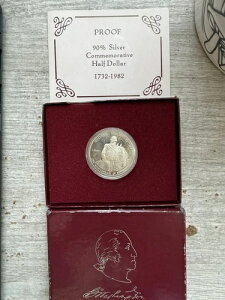 PROOF
90% Silver
Commemorative
Half Dollar
1732-1982